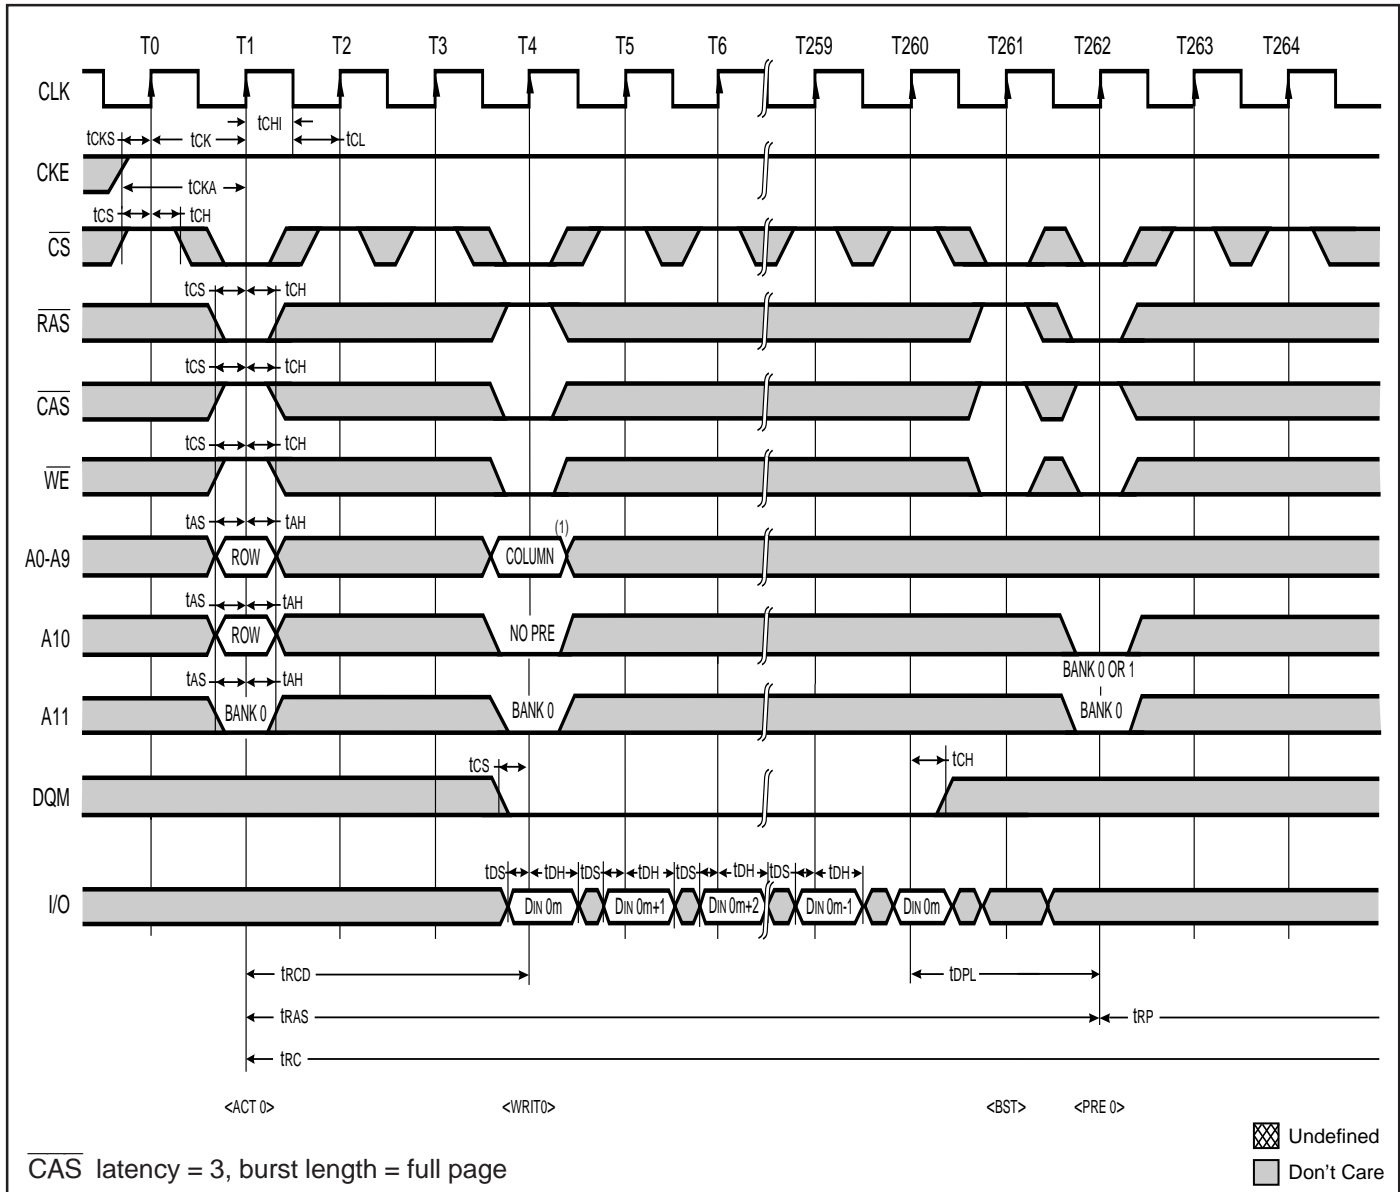 T0 T1 T2 T3 T4 T5 T6 T259 T260 T261 T262 T263 T264
CLK
tCHI
tCKS tCK tCL
CKE
tCKA
tCS tCH
CS
tCS tCH
RAS
tCS tCH
CAS
tCS tCH
WE
tAS tAH (1)
A0-A9 ROW COLUMN
tAS tAH
A10 ROW NO PRE
BANK 0 OR 1
tAS tAH
A11 BANK 0 BANK 0 BANK 0
tCS tCH
DQM
tDS tDH tDS tDH tDS tDH tDS tDH
I/O DIN 0m DIN 0m+1 DIN 0m+2 DIN 0m-1 DIN 0m
tRCD tDPL
tRAS tRP
tRC
<ACT 0> <WRIT0> <BST> <PRE 0>
Undefined
CAS latency = 3, burst length = full page
Don't Care